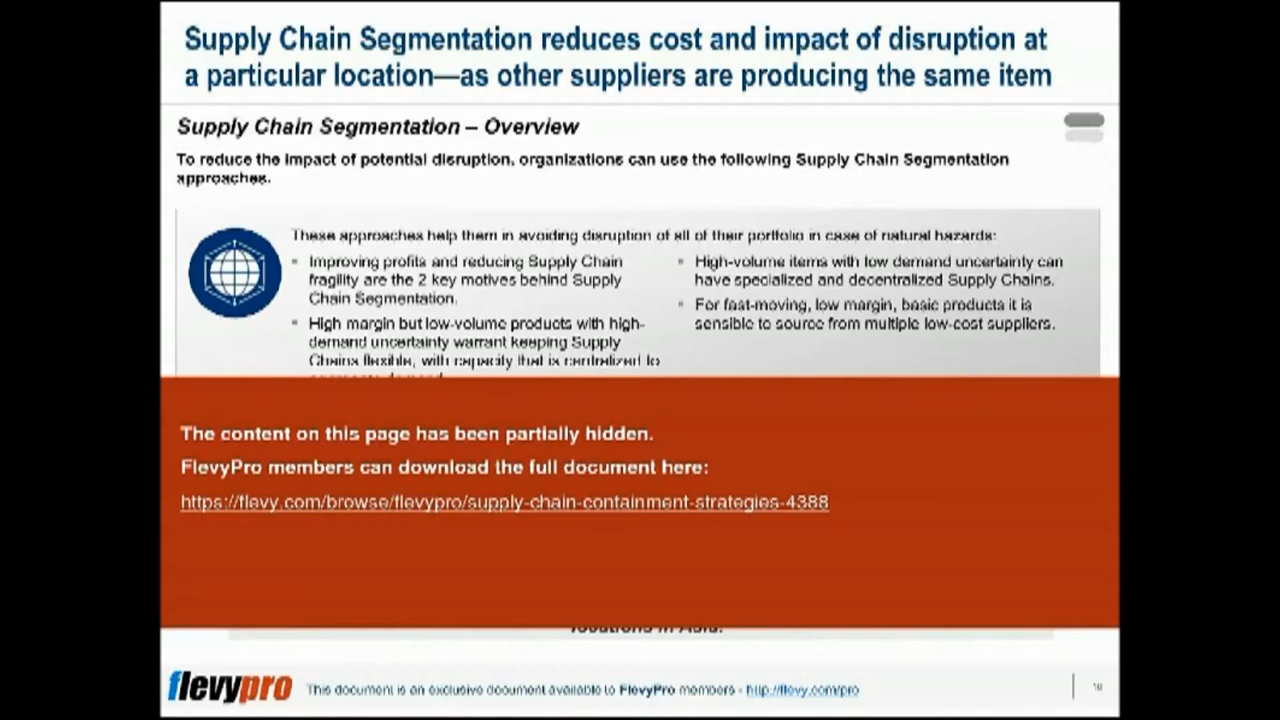 Supply Chain Segmentation reduces cost and impact of disruption at
a particular location—as other suppliers are producing the same item
Supply Chain Segmentation – Overview
To reduce the impact of potential disruption, organizations can use the following Supply Chain Segmentation
approaches.
These approaches help them in avoiding disruption of all of their portfolio in case of natural hazards:
Improving profits and reducing Supply Chain
fragility are the 2 key motives behind Supply
Chain Segmentation.
High margin but low-volume products with high-
demand uncertainty warrant keeping Supply
Chains flexible, with capacity that is centralized to
High-volume items with low demand uncertainty can
have specialized and decentralized Supply Chains.
For fast-moving, low margin, basic products it is
sensible to source from multiple low-cost suppliers.
The content on this page has been partially hidden.
FlevyPro members can download the full document here:
https://flevy.com/browse/flevypro/supply-chain-containment-strategies-4388
locations in Asia.
flevypro
This document is an exclusive document available to FlevyPro members - http://flevy.com/pro